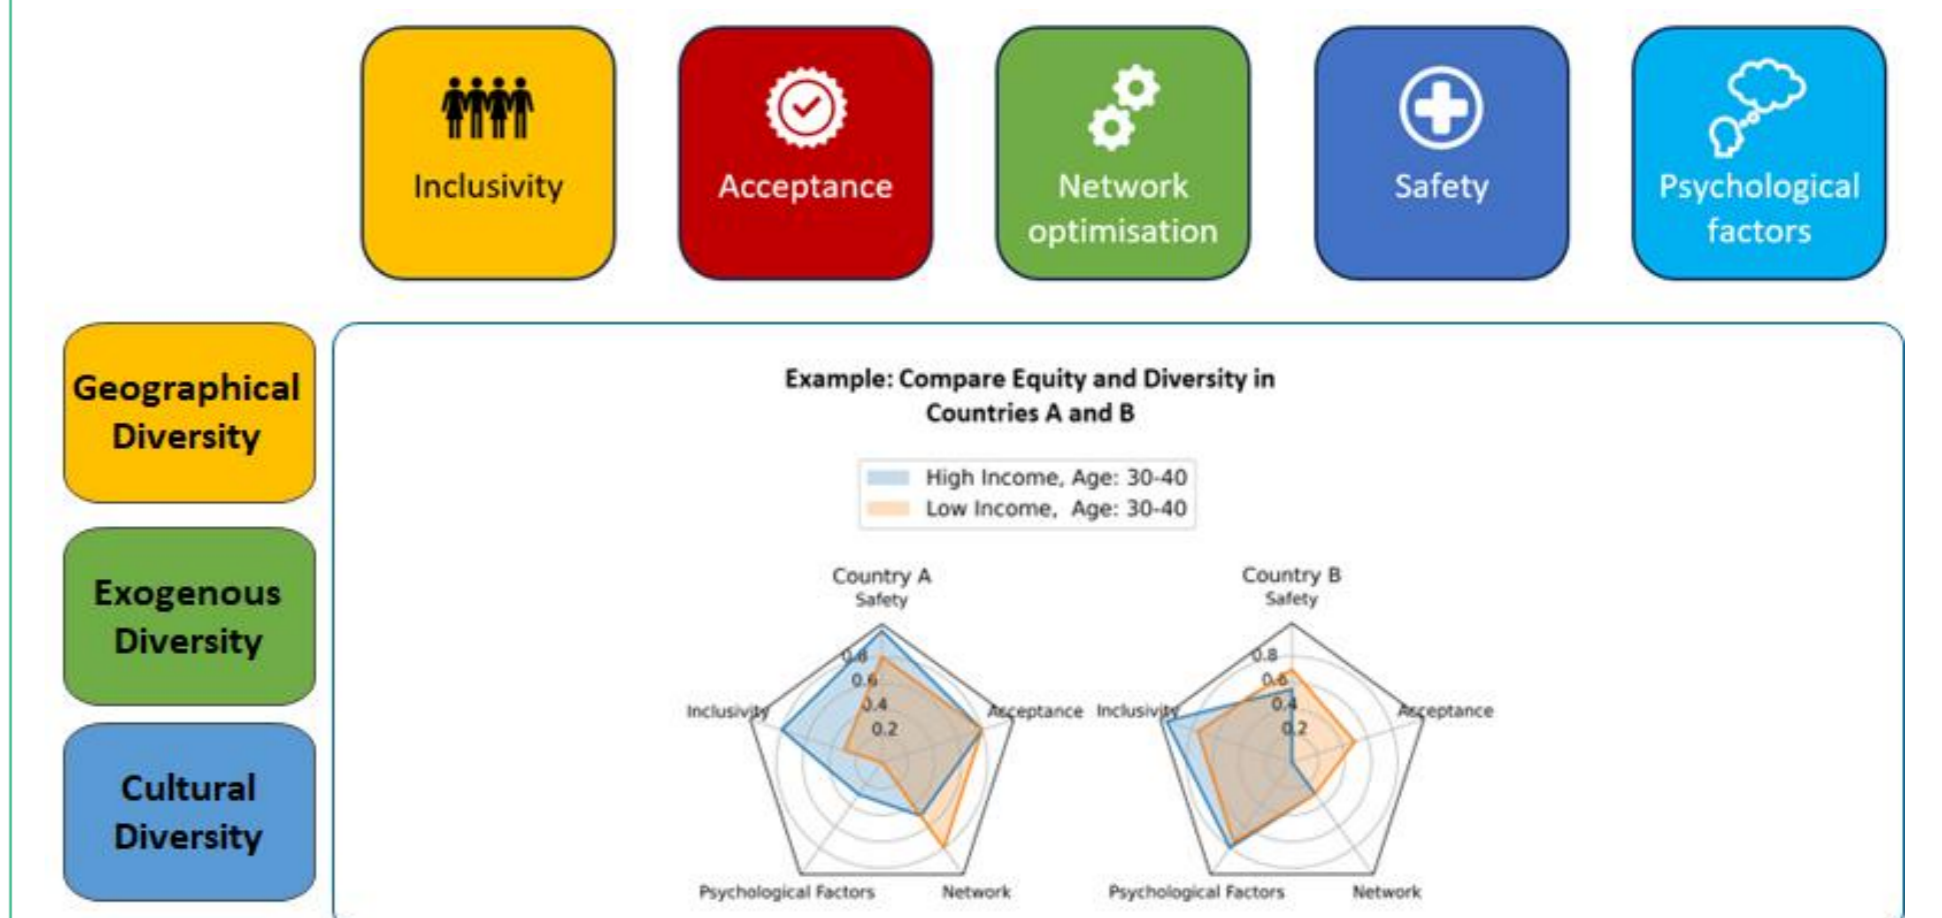 Inclusivity
Acceptance
Network
optimisation
Safety
Psychological
factors
Geographical
Diversity
Exogenous
Diversity
Cultural
Diversity
Example: Compare Equity and Diversity in
Countries A and B
High Income, Age: 30-40
Low Income, Age: 30-40
Country A
Safety
0.8
0.6
0.4
0.2
Inclusivity
Acceptance
Psychological Factors
Network
Country B
Safety
0.8
0.6
0.4
0.2
Inclusivity
Acceptance
Psychological Factors
Network